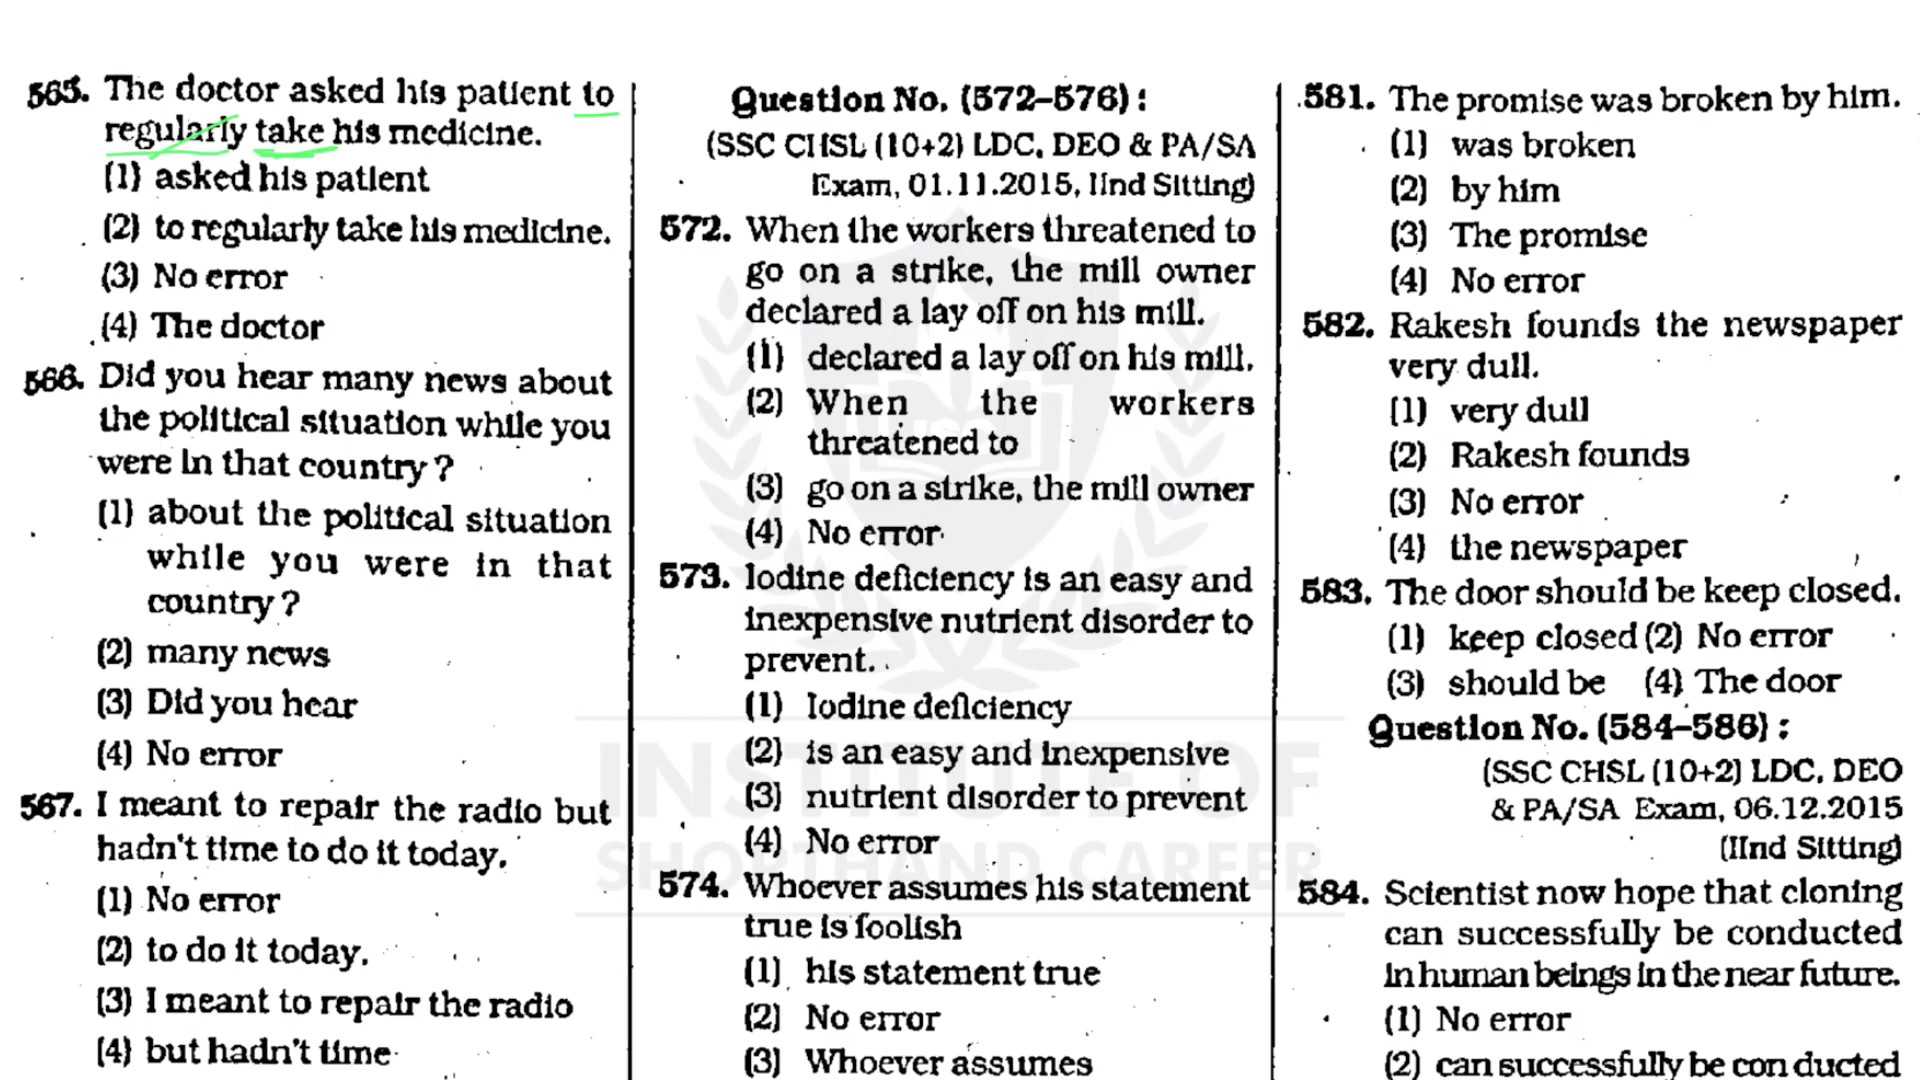 565. The doctor asked his patient to
regularly take his medicine.
(1) asked his patient
(2) to regularly take his medicine.
(3) No error
(4) The doctor
566. Did you hear many news about
the political situation while you
were in that country ?
(1) about the political situation
while you were in that
country ?
(2) many news
(3) Did you hear
(4) No error
567. I meant to repair the radio but
hadn't time to do it today.
(1) No error
(2) to do it today.
(3) I meant to repair the radio
(4) but hadn't time
Question No. (572–576) :
(SSC CHSL (10+2) LDC, DEO & PA/SA
Exam, 01.11.2015, IInd Sitting)
572. When the workers threatened to
go on a strike, the mill owner
declared a lay off on his mill.
(1) declared a lay off on his mill.
(2) When the workers
threatened to
(3) go on a strike, the mill owner
(4) No error
573. Iodine deficiency is an easy and
inexpensive nutrient disorder to
prevent.
(1) Iodine deficiency
(2) is an easy and inexpensive
(3) nutrient disorder to prevent
(4) No error
574. Whoever assumes his statement
true is foolish
(1) his statement true
(2) No error
(3) Whoever assumes
581. The promise was broken by him.
(1) was broken
(2) by him
(3) The promise
(4) No error
582. Rakesh founds the newspaper
very dull.
(1) very dull
(2) Rakesh founds
(3) No error
(4) the newspaper
583. The door should be keep closed.
(1) keep closed (2) No error
(3) should be (4) The door
Question No. (584–586) :
(SSC CHSL (10+2) LDC, DEO
& PA/SA Exam, 06.12.2015
(IInd Sitting)
584. Scientist now hope that cloning
can successfully be conducted
in human beings in the near future.
(1) No error
(2) can successfully be con ducted
INSTITUTE OF
SHORTHAND CAREER